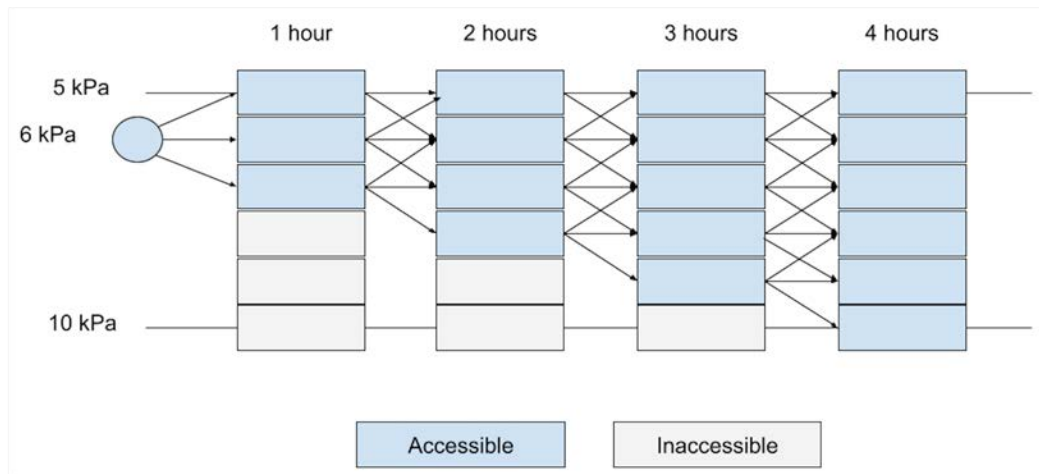 1 hour 2 hours 3 hours 4 hours
5 kPa
6 kPa
10 kPa
Accessible Inaccessible